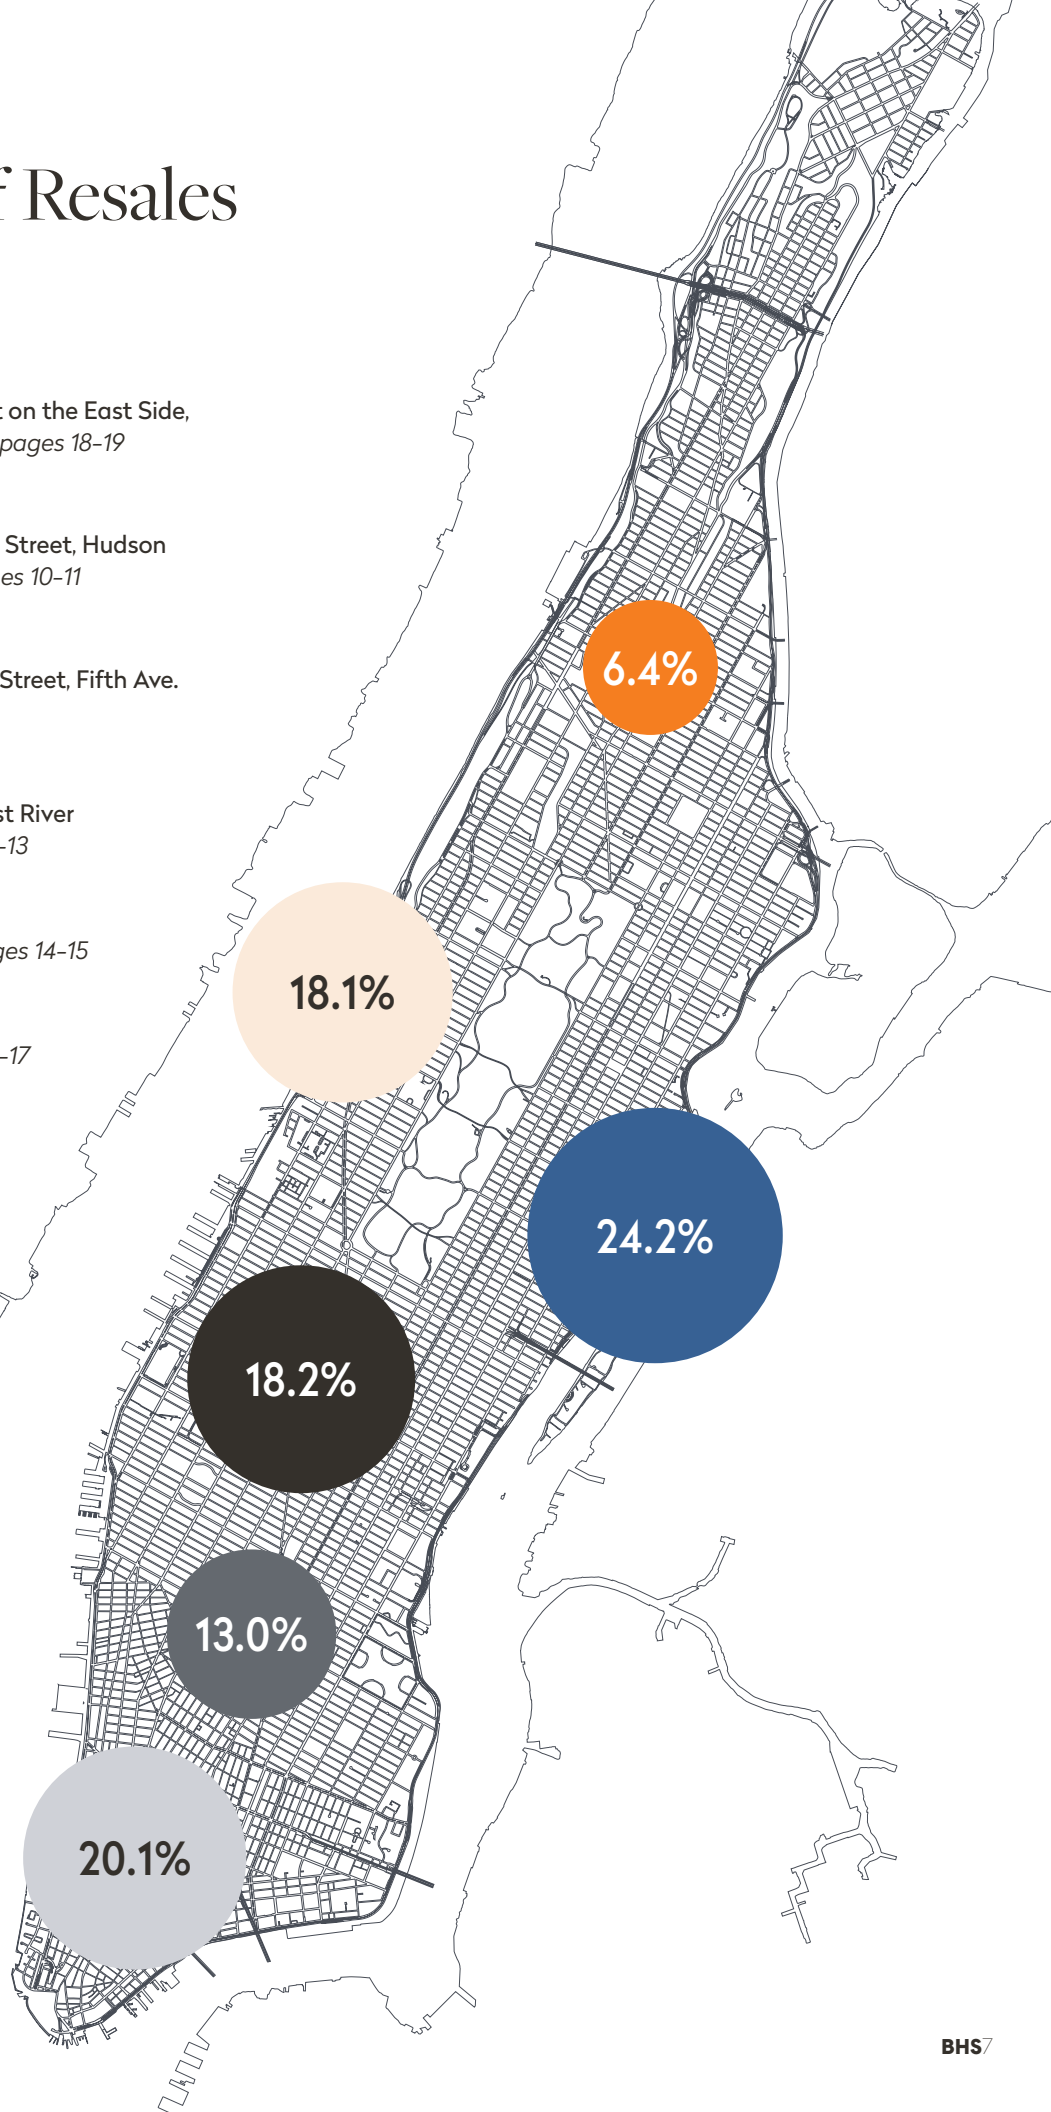 f Resales
t on the East Side,
pages 18-19
Street, Hudson
es 10-11
Street, Fifth Ave.
st River
-13
ges 14-15
-17
6.4%
18.1%
24.2%
18.2%
13.0%
20.1%
BHS7